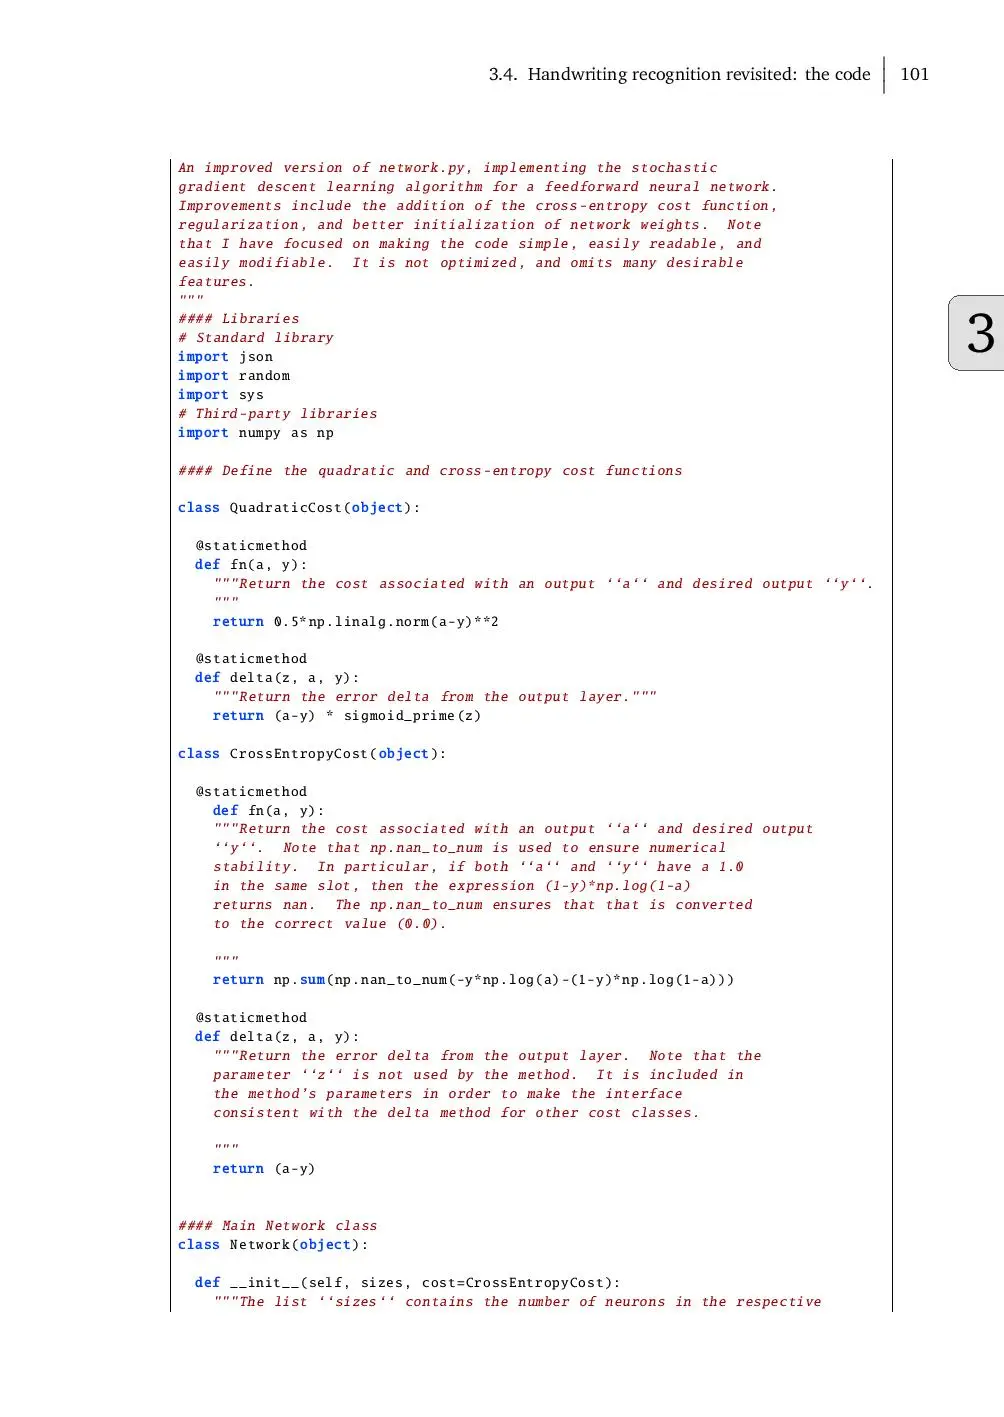 3.4. Handwriting recognition revisited: the code 101
An improved version of network.py, implementing the stochastic
gradient descent learning algorithm for a feedforward neural network.
Improvements include the addition of the cross-entropy cost function,
regularization, and better initialization of network weights.  Note
that I have focused on making the code simple, easily readable, and
easily modifiable.  It is not optimized, and omits many desirable
features.
"""
#### Libraries
# Standard library
3
import json
import random
import sys
# Third-party libraries
import numpy as np
#### Define the quadratic and cross-entropy cost functions
class QuadraticCost(object):
  @staticmethod
  def fn(a, y):
    """Return the cost associated with an output ‘‘a‘‘ and desired output ‘‘y‘‘.
    """
    return 0.5*np.linalg.norm(a-y)**2
  @staticmethod
  def delta(z, a, y):
    """Return the error delta from the output layer."""
    return (a-y) * sigmoid_prime(z)
class CrossEntropyCost(object):
  @staticmethod
    def fn(a, y):
    """Return the cost associated with an output ‘‘a‘‘ and desired output
    ‘‘y‘‘.  Note that np.nan_to_num is used to ensure numerical
    stability.  In particular, if both ‘‘a‘‘ and ‘‘y‘‘ have a 1.0
    in the same slot, then the expression (1-y)*np.log(1-a)
    returns nan.  The np.nan_to_num ensures that that is converted
    to the correct value (0.0).
    """
    return np.sum(np.nan_to_num(-y*np.log(a)-(1-y)*np.log(1-a)))
  @staticmethod
  def delta(z, a, y):
    """Return the error delta from the output layer.  Note that the
    parameter ‘‘z‘‘ is not used by the method.  It is included in
    the method’s parameters in order to make the interface
    consistent with the delta method for other cost classes.
    """
    return (a-y)
#### Main Network class
class Network(object):
  def __init__(self, sizes, cost=CrossEntropyCost):
    """The list ‘‘sizes‘‘ contains the number of neurons in the respective